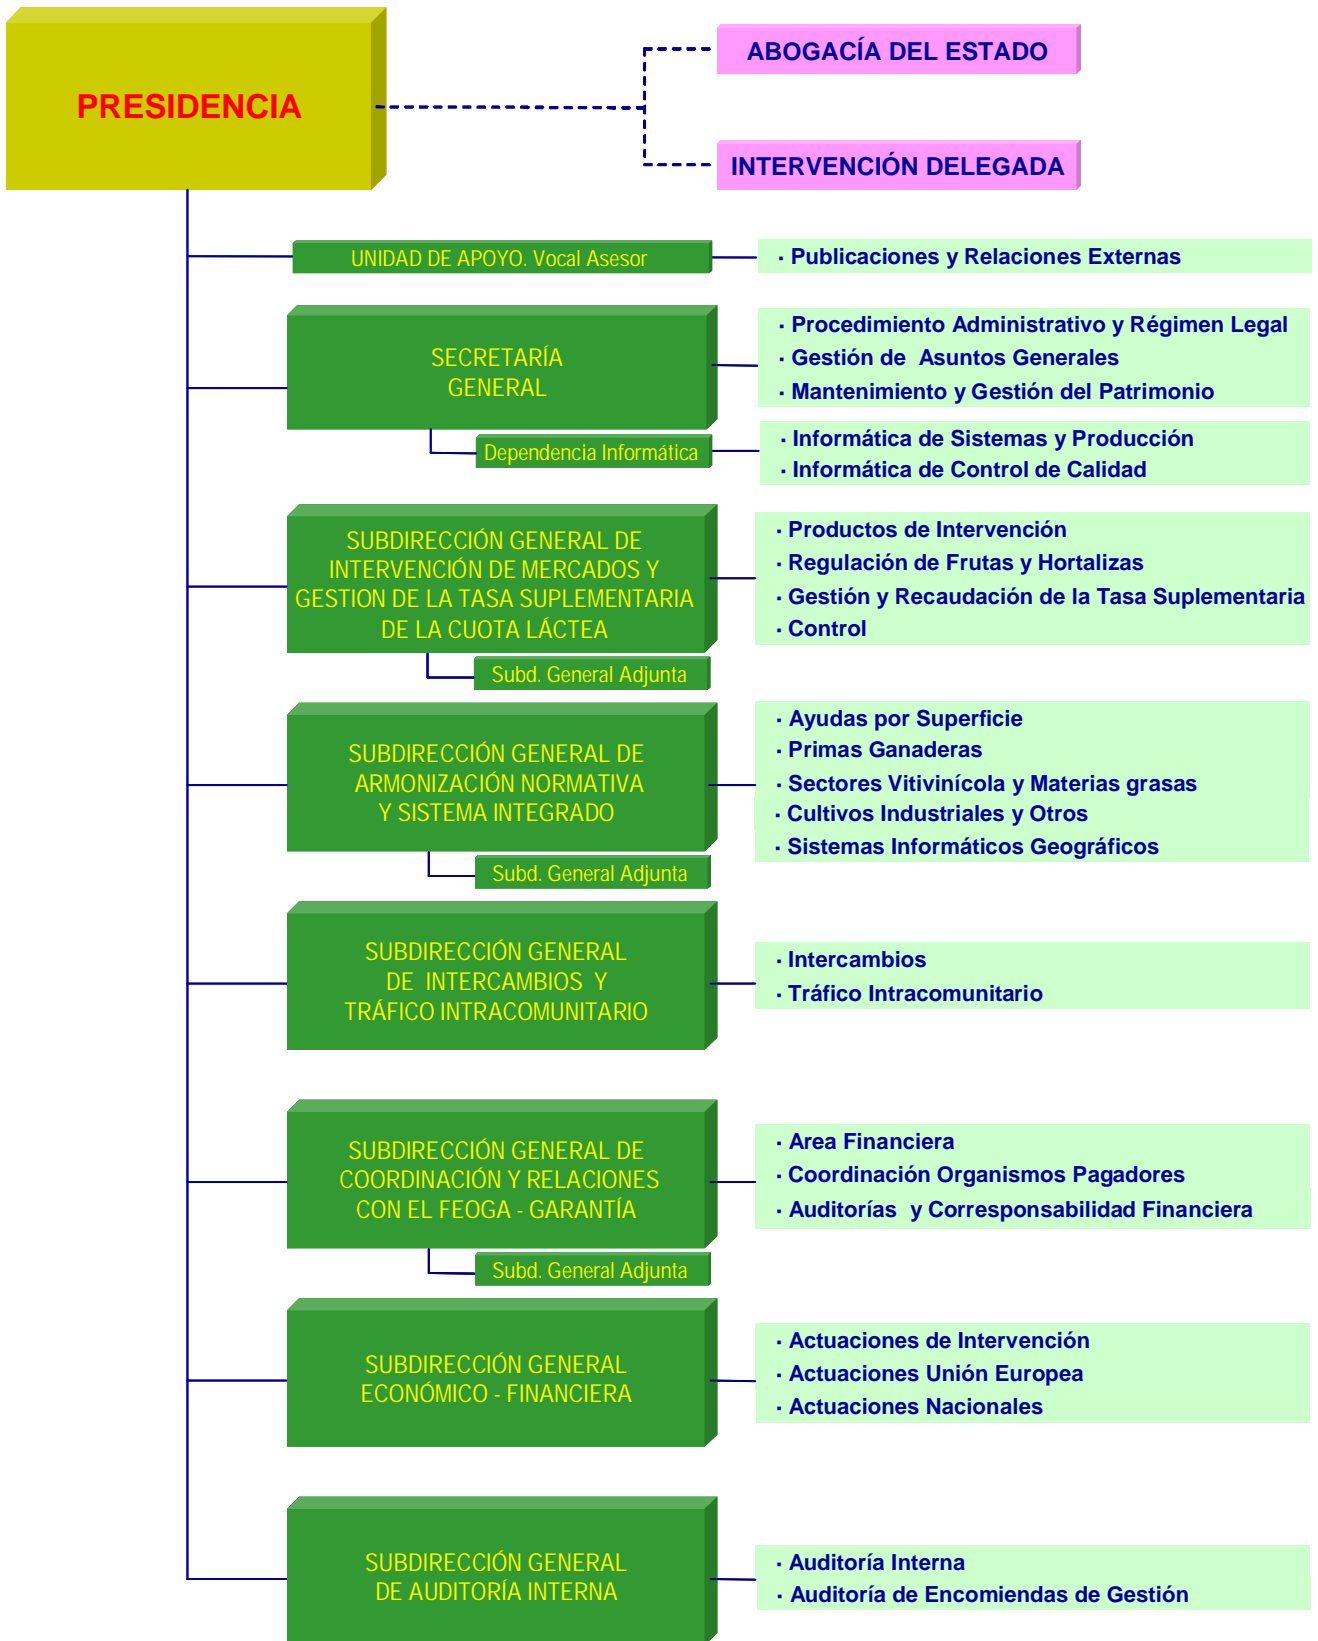 PRESIDENCIA
ABOGACÍA DEL ESTADO
INTERVENCIÓN DELEGADA
UNIDAD DE APOYO. Vocal Asesor
· Publicaciones y Relaciones Externas
SECRETARÍA
GENERAL
· Procedimiento Administrativo y Régimen Legal
· Gestión de Asuntos Generales
· Mantenimiento y Gestión del Patrimonio
Dependencia Informática
· Informática de Sistemas y Producción
· Informática de Control de Calidad
SUBDIRECCIÓN GENERAL DE
INTERVENCIÓN DE MERCADOS Y
GESTION DE LA TASA SUPLEMENTARIA
DE LA CUOTA LÁCTEA
· Productos de Intervención
· Regulación de Frutas y Hortalizas
· Gestión y Recaudación de la Tasa Suplementaria
· Control
Subd. General Adjunta
SUBDIRECCIÓN GENERAL DE
ARMONIZACIÓN NORMATIVA
Y SISTEMA INTEGRADO
· Ayudas por Superficie
· Primas Ganaderas
· Sectores Vitivinícola y Materias grasas
· Cultivos Industriales y Otros
· Sistemas Informáticos Geográficos
Subd. General Adjunta
SUBDIRECCIÓN GENERAL
DE INTERCAMBIOS Y
TRÁFICO INTRACOMUNITARIO
· Intercambios
· Tráfico Intracomunitario
SUBDIRECCIÓN GENERAL DE
COORDINACIÓN Y RELACIONES
CON EL FEOGA - GARANTÍA
· Area Financiera
· Coordinación Organismos Pagadores
· Auditorías y Corresponsabilidad Financiera
Subd. General Adjunta
SUBDIRECCIÓN GENERAL
ECONÓMICO - FINANCIERA
· Actuaciones de Intervención
· Actuaciones Unión Europea
· Actuaciones Nacionales
SUBDIRECCIÓN GENERAL
DE AUDITORÍA INTERNA
· Auditoría Interna
· Auditoría de Encomiendas de Gestión